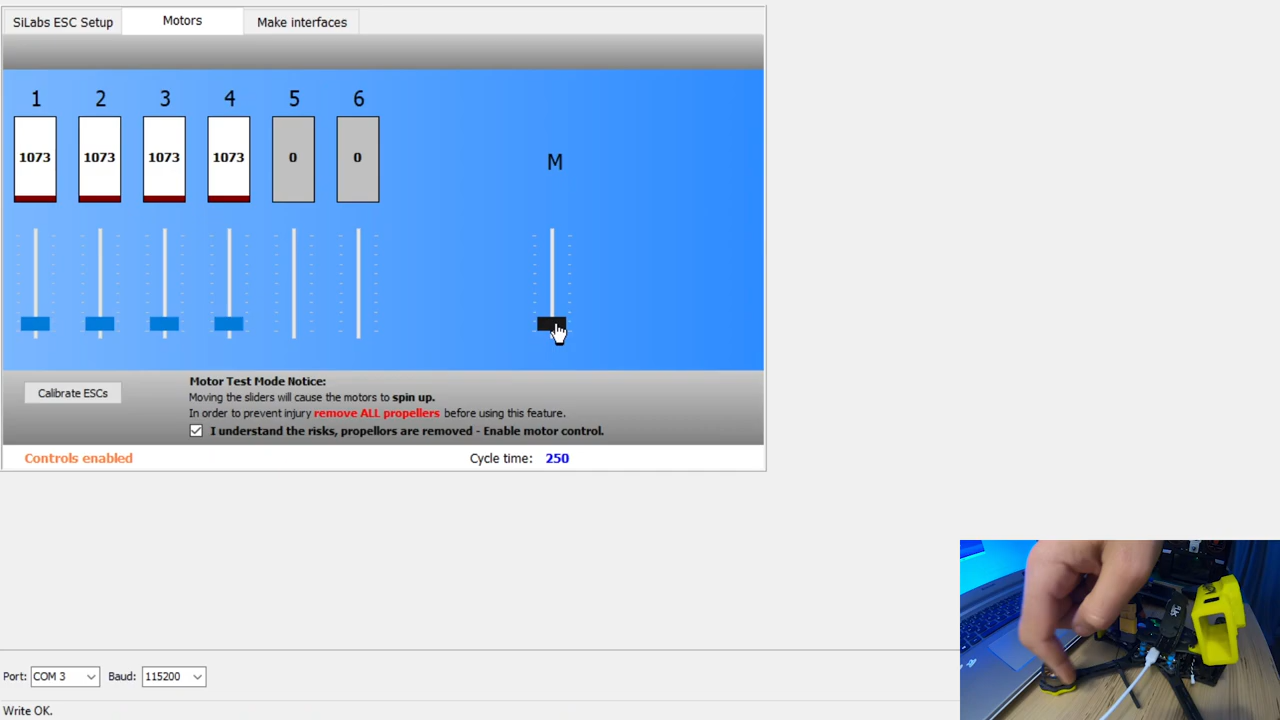 SiLabs ESC Setup Motors Make interfaces
1 2 3 4 5 6
1073 1073 1073 1073 0 0
M
Calibrate ESCs
Motor Test Mode Notice:
Moving the sliders will cause the motors to spin up.
In order to prevent injury remove ALL propellers before using this feature.
I understand the risks, propellors are removed - Enable motor control.
Controls enabled Cycle time: 250
Port: COM 3 Baud: 115200
Write OK.